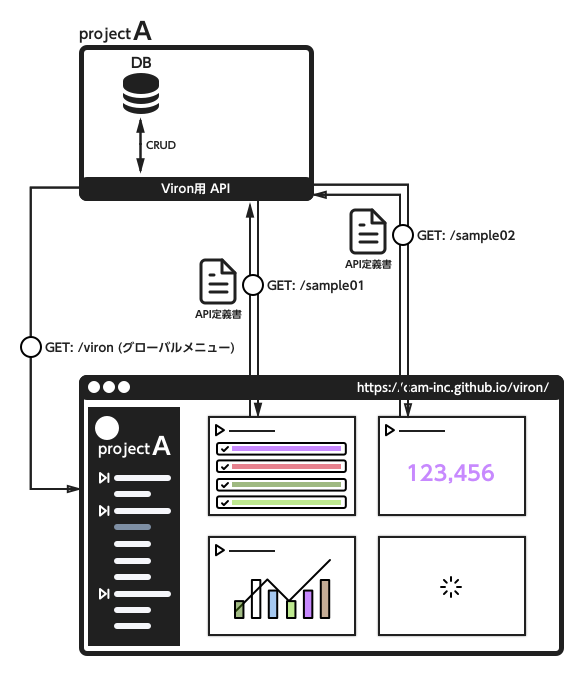 project A
DB
CRUD
Viron用 API
GET: /sample02
API定義書
GET: /sample01
API定義書
GET: /viron (グローバルメニュー)
https://cam-inc.github.io/viron/
project A
123,456